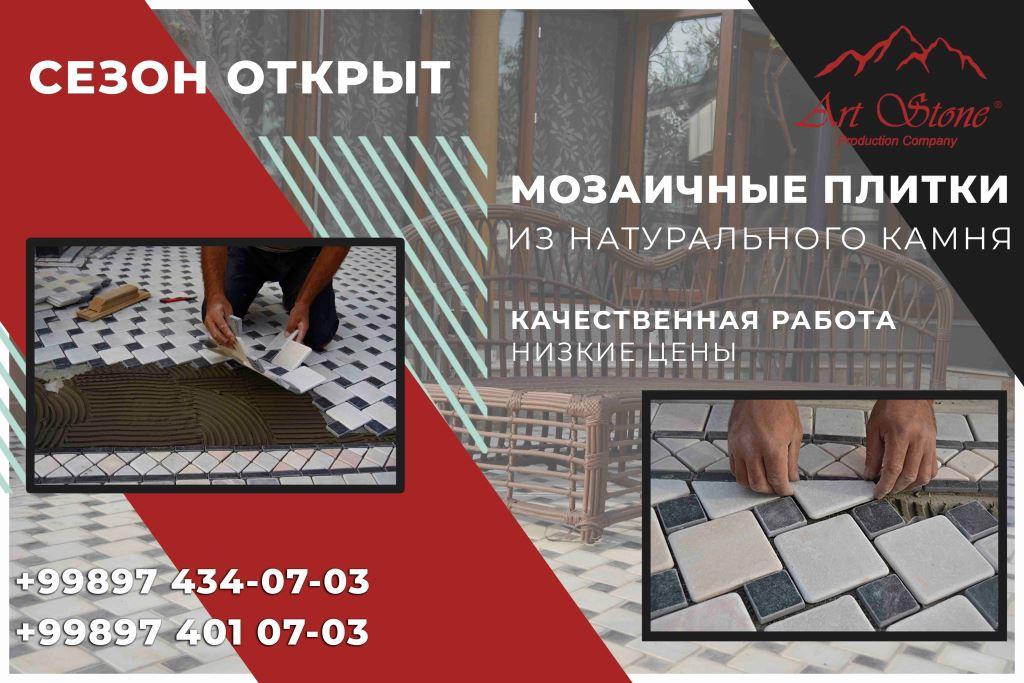 СЕЗОН ОТКРЫТ
Art Stone®
Production Company
МОЗАИЧНЫЕ ПЛИТКИ
ИЗ НАТУРАЛЬНОГО КАМНЯ
КАЧЕСТВЕННАЯ РАБОТА
НИЗКИЕ ЦЕНЫ
+99897 434-07-03
+99897 401 07-03